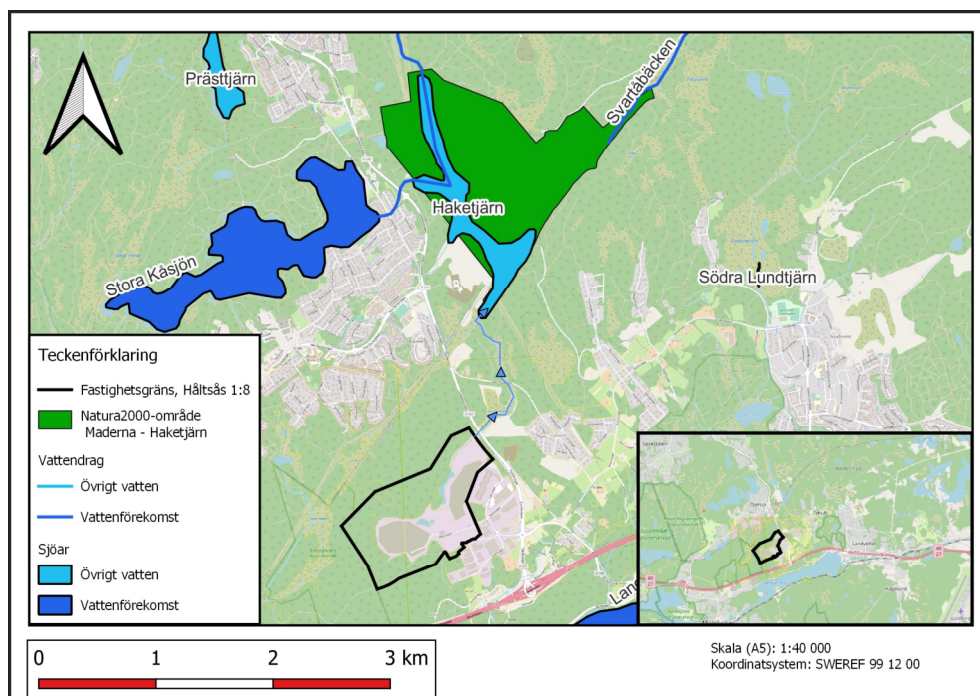 Prästtjärn
Svartåbäcken
Haketjärn
Stora Kåsjön
Södra Lundtjärn
Teckenförklaring
Fastighetsgräns, Håltsås 1:8
Natura2000-område
Maderna - Haketjärn
Vattendrag
Övrigt vatten
Vattenförekomst
Sjöar
Övrigt vatten
Vattenförekomst
Land
0 1 2 3 km
Skala (A5): 1:40 000
Koordinatsystem: SWEREF 99 12 00